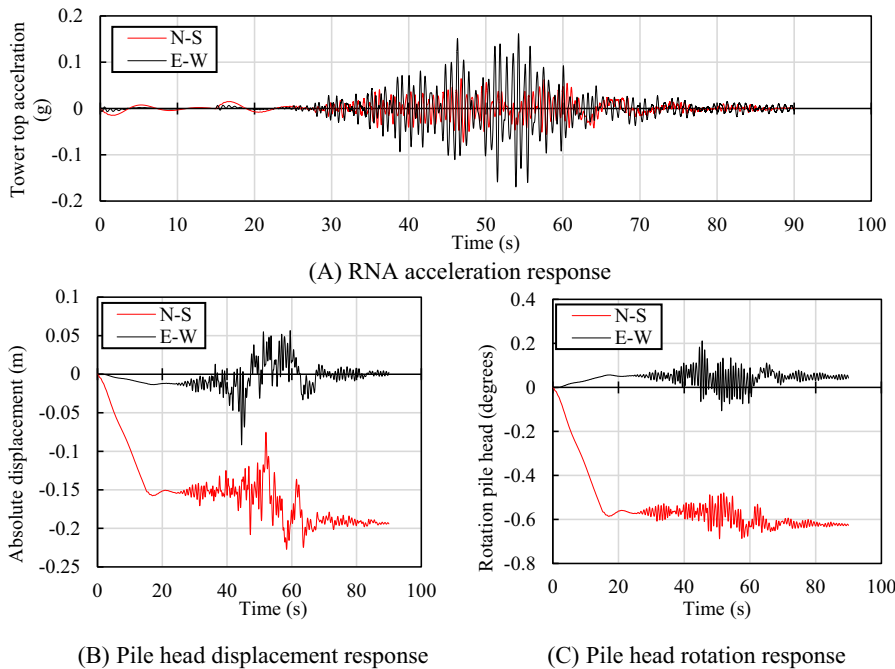 Tower top accelration
(g)
0.2
0.1
0
-0.1
-0.2
N-S
E-W
0 10 20 30 40 50 60 70 80 90 100
Time (s)
(A) RNA acceleration response
Absolute displacement (m)
0.1
0.05
0
-0.05
-0.1
-0.15
-0.2
-0.25
N-S
E-W
0 20 40 60 80 100
Time (s)
(B) Pile head displacement response
Rotation pile head (degrees)
0.4
0.2
0
-0.2
-0.4
-0.6
-0.8
N-S
E-W
0 20 40 60 80 100
Time (s)
(C) Pile head rotation response